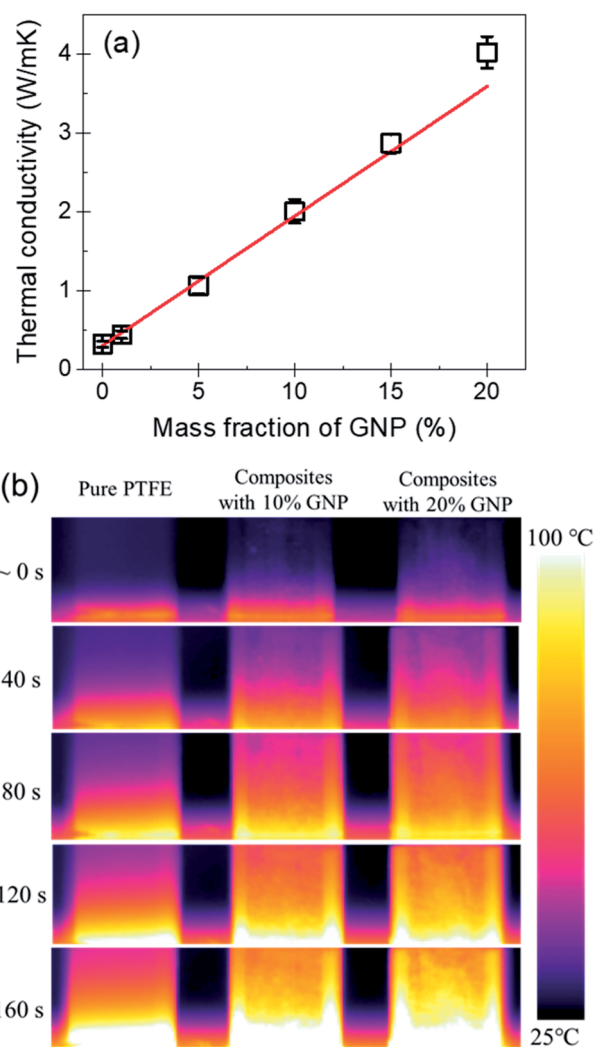 (a)
Thermal conductivity (W/mK)
4
3
2
1
0
0 5 10 15 20
Mass fraction of GNP (%)
(b)
Pure PTFE
Composites
with 10% GNP
Composites
with 20% GNP
100 ℃
~ 0 s
40 s
80 s
120 s
160 s
25℃